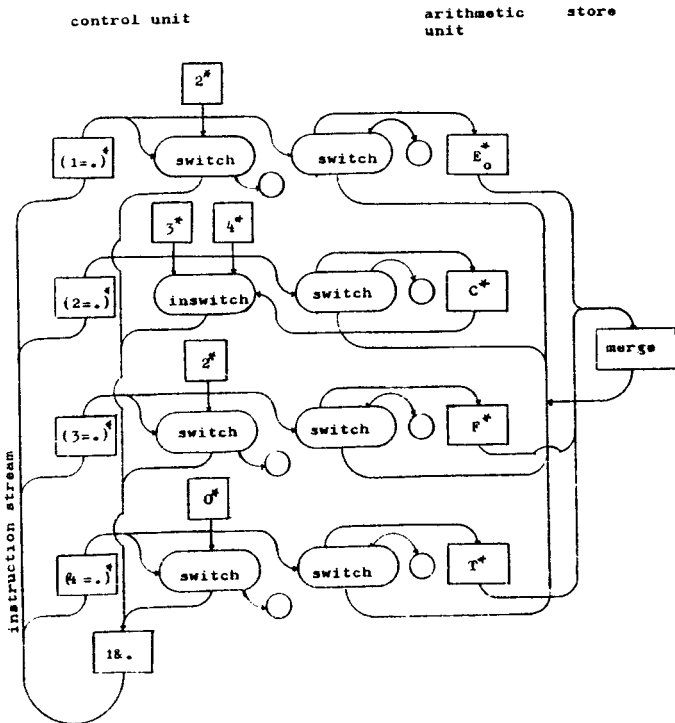 control unit
arithmetic unit
store
2*
(1=.)*
switch
switch
E₀*
3*
4*
(2=.)*
inswitch
switch
C*
merge
2*
(3=.)*
switch
switch
F*
0*
(4=.)*
switch
switch
T*
1&.
instruction stream